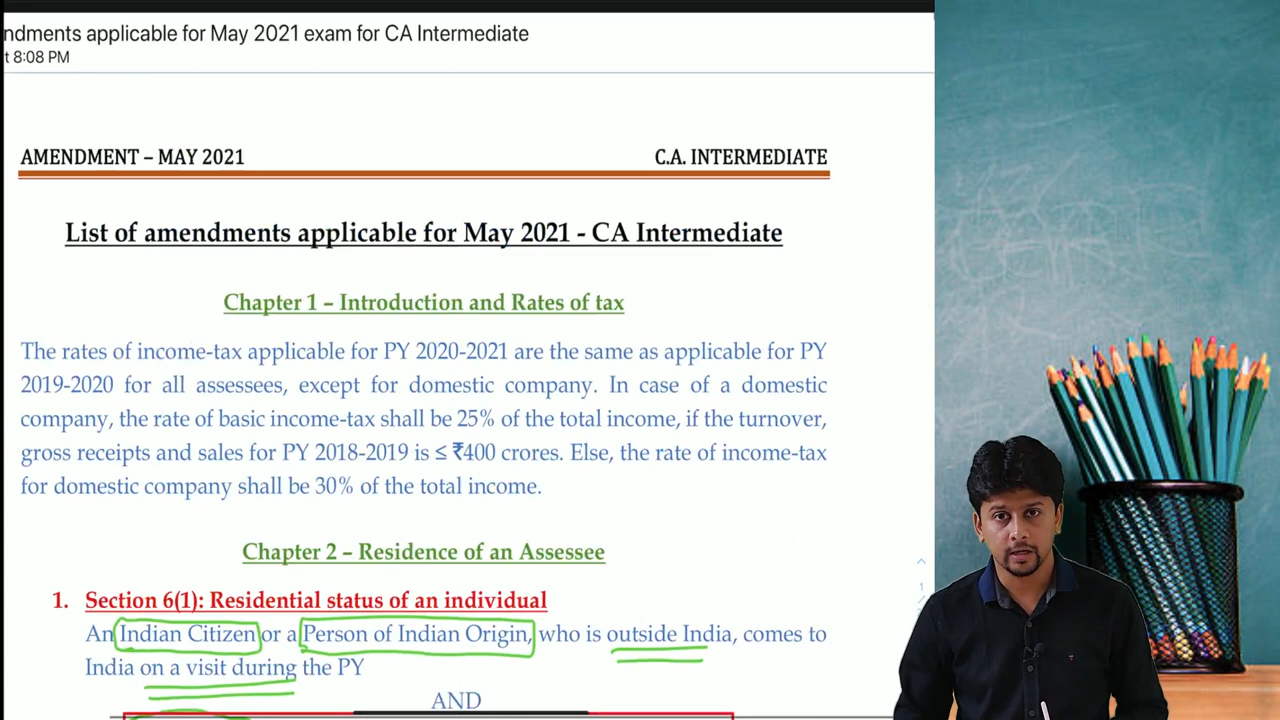 ndments applicable for May 2021 exam for CA Intermediate
t 8:08 PM
AMENDMENT – MAY 2021 C.A. INTERMEDIATE
List of amendments applicable for May 2021 - CA Intermediate
Chapter 1 – Introduction and Rates of tax
The rates of income-tax applicable for PY 2020-2021 are the same as applicable for PY
2019-2020 for all assessees, except for domestic company. In case of a domestic
company, the rate of basic income-tax shall be 25% of the total income, if the turnover,
gross receipts and sales for PY 2018-2019 is ≤ ₹400 crores. Else, the rate of income-tax
for domestic company shall be 30% of the total income.
Chapter 2 – Residence of an Assessee
1. Section 6(1): Residential status of an individual
An Indian Citizen or a Person of Indian Origin, who is outside India, comes to
India on a visit during the PY
AND